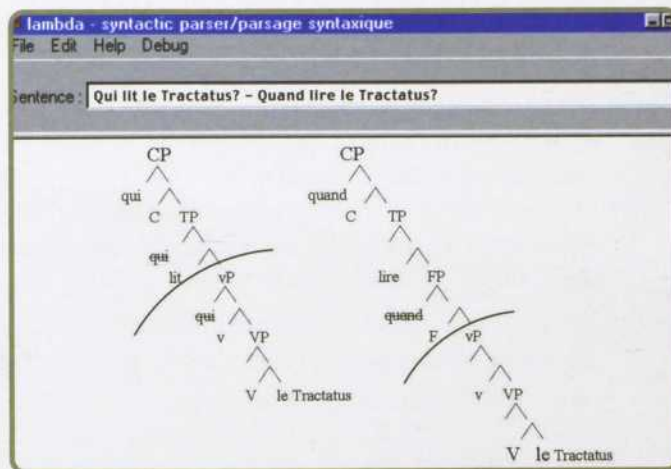 lambda - syntactic parser/parsage syntaxique
File Edit Help Debug
Sentence : Qui lit le Tractatus? – Quand lire le Tractatus?
CP CP
qui quand
C TP C TP
qui
lit vP lire FP
qui quand
v VP F vP
V le Tractatus v VP
V le Tractatus